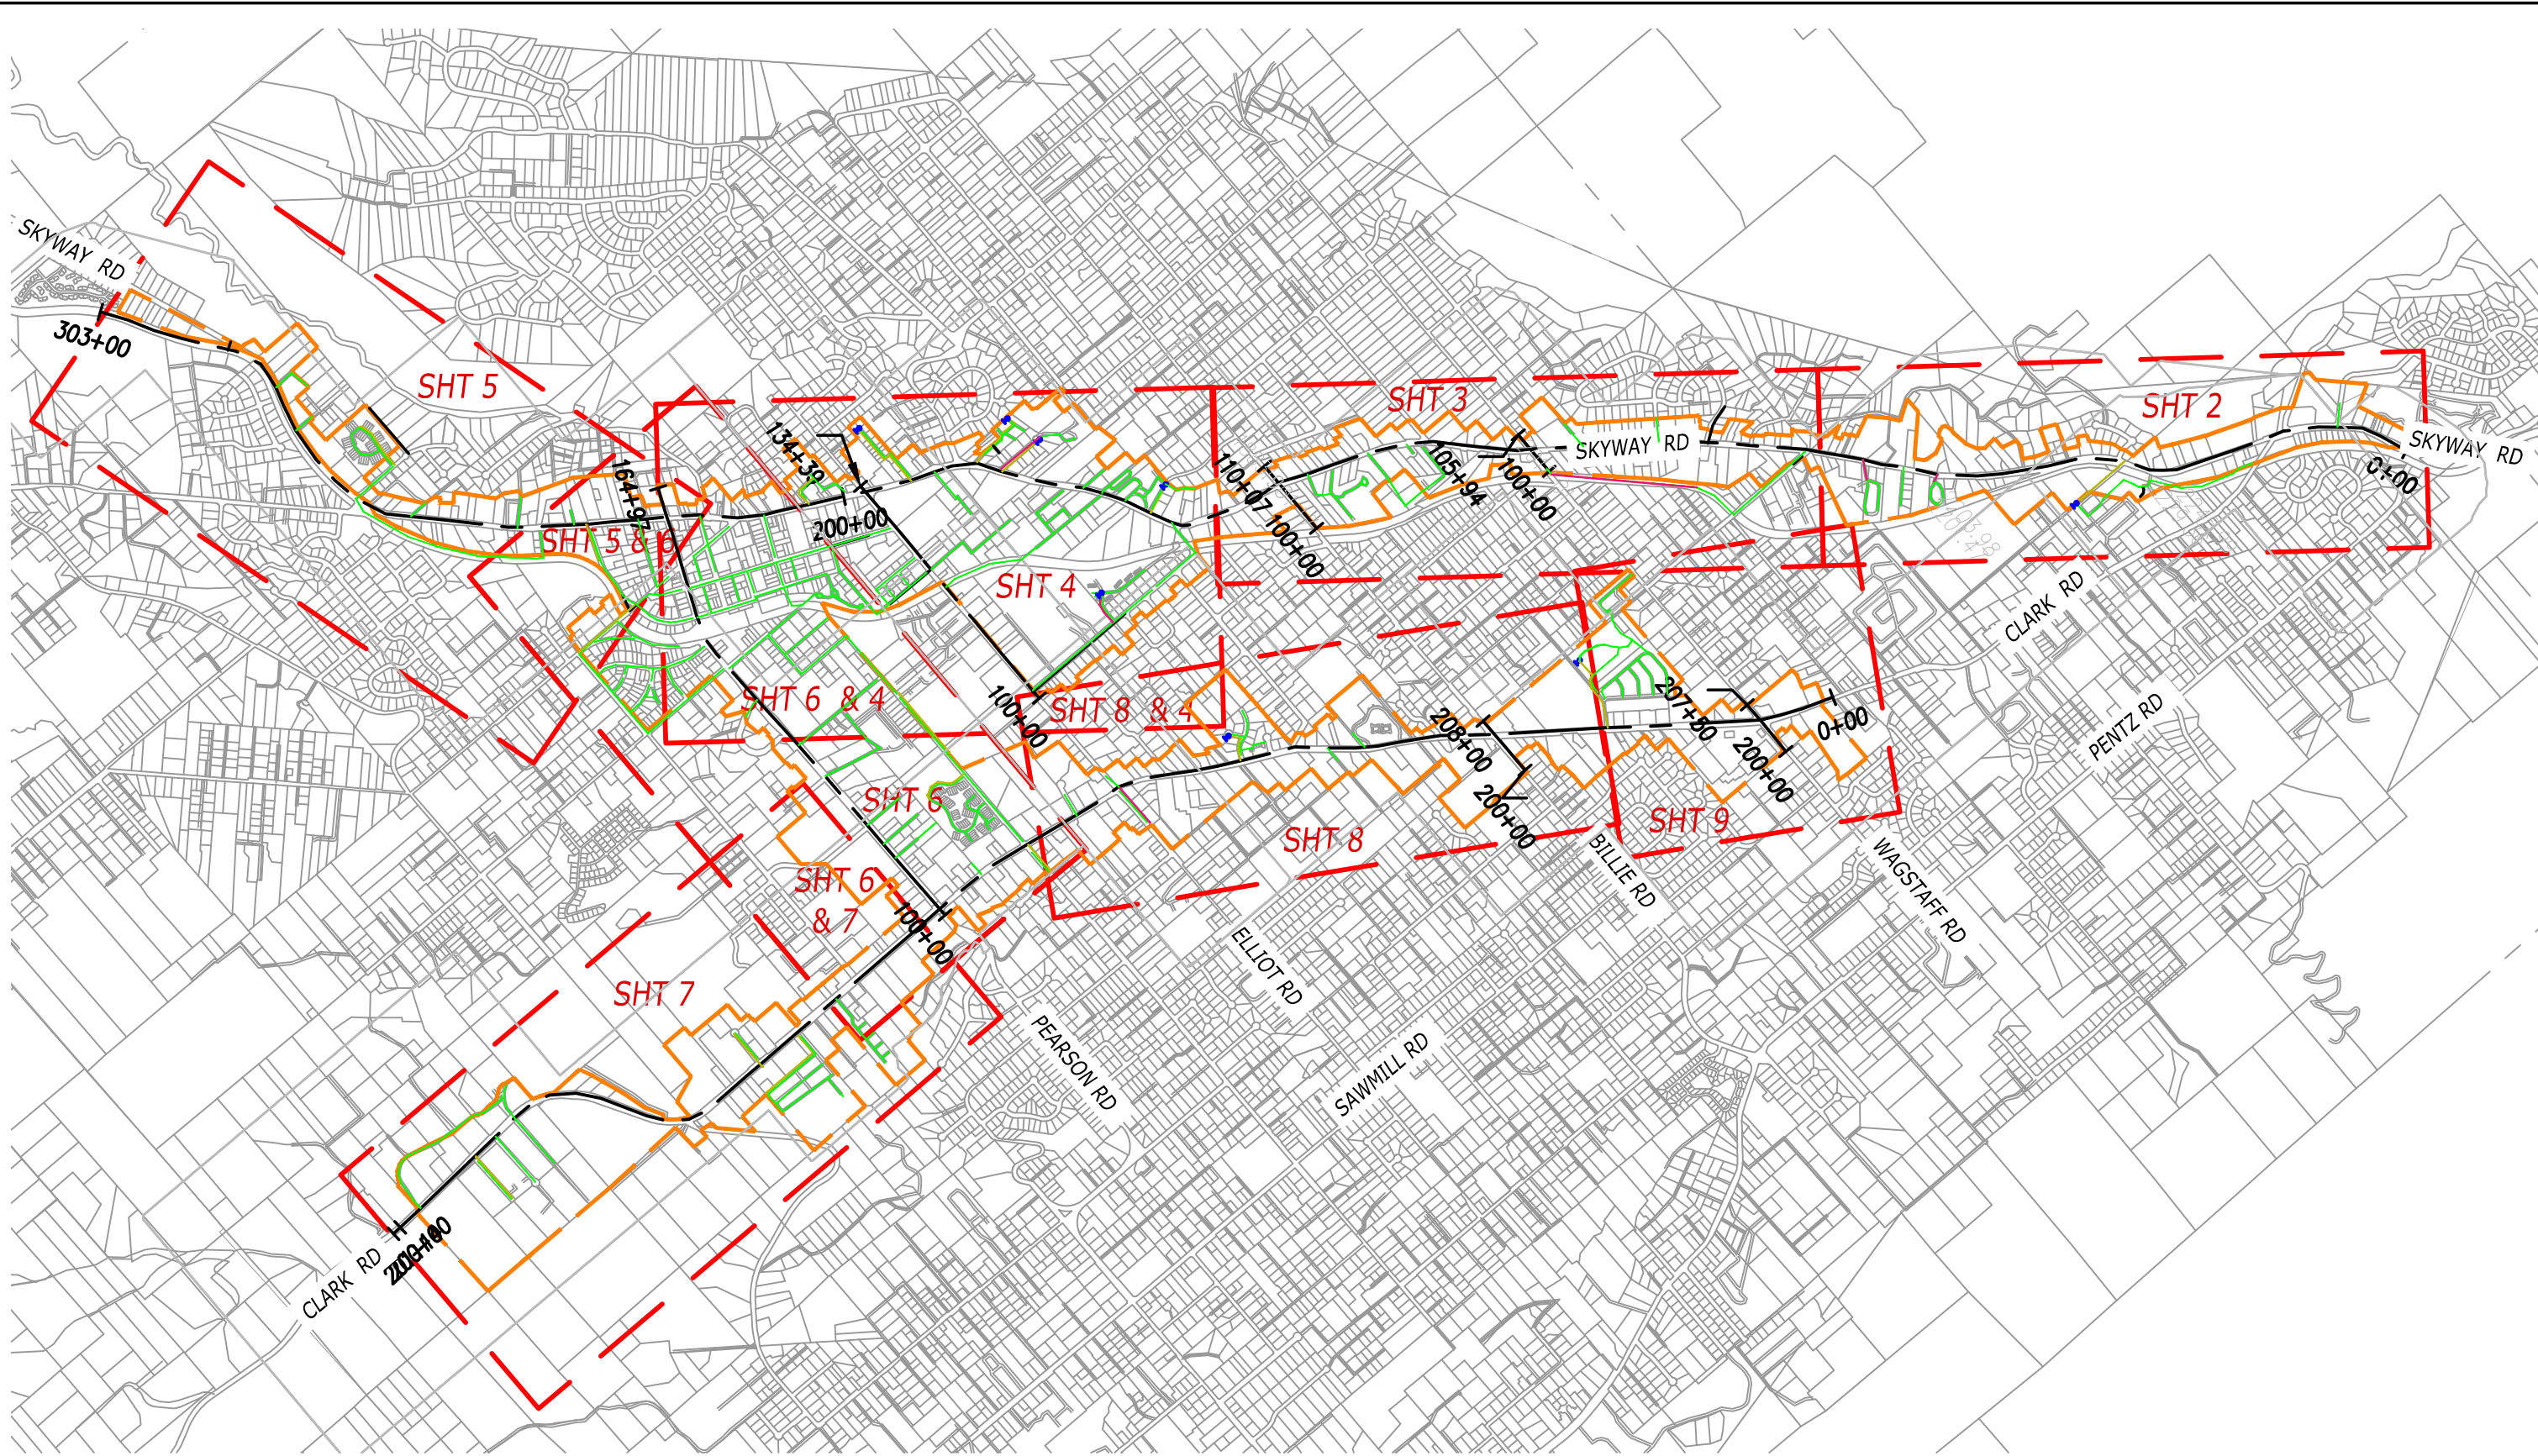 SKYWAY RD
303+00
SHT 5
SHT 3
SHT 2
SKYWAY RD
SKYWAY RD
0+00
134+39
164+97
200+00
110+07
100+00
105+94
100+00
SHT 5 & 6
SHT 4
CLARK RD
SHT 6 & 4
100+00
SHT 8 & 4
208+00
200+00
207+50
200+00
0+00
PENTZ RD
SHT 6
SHT 8
SHT 9
BILLIE RD
WAGSTAFF RD
SHT 6
& 7
100+00
ELLIOT RD
SHT 7
PEARSON RD
SAWMILL RD
CLARK RD